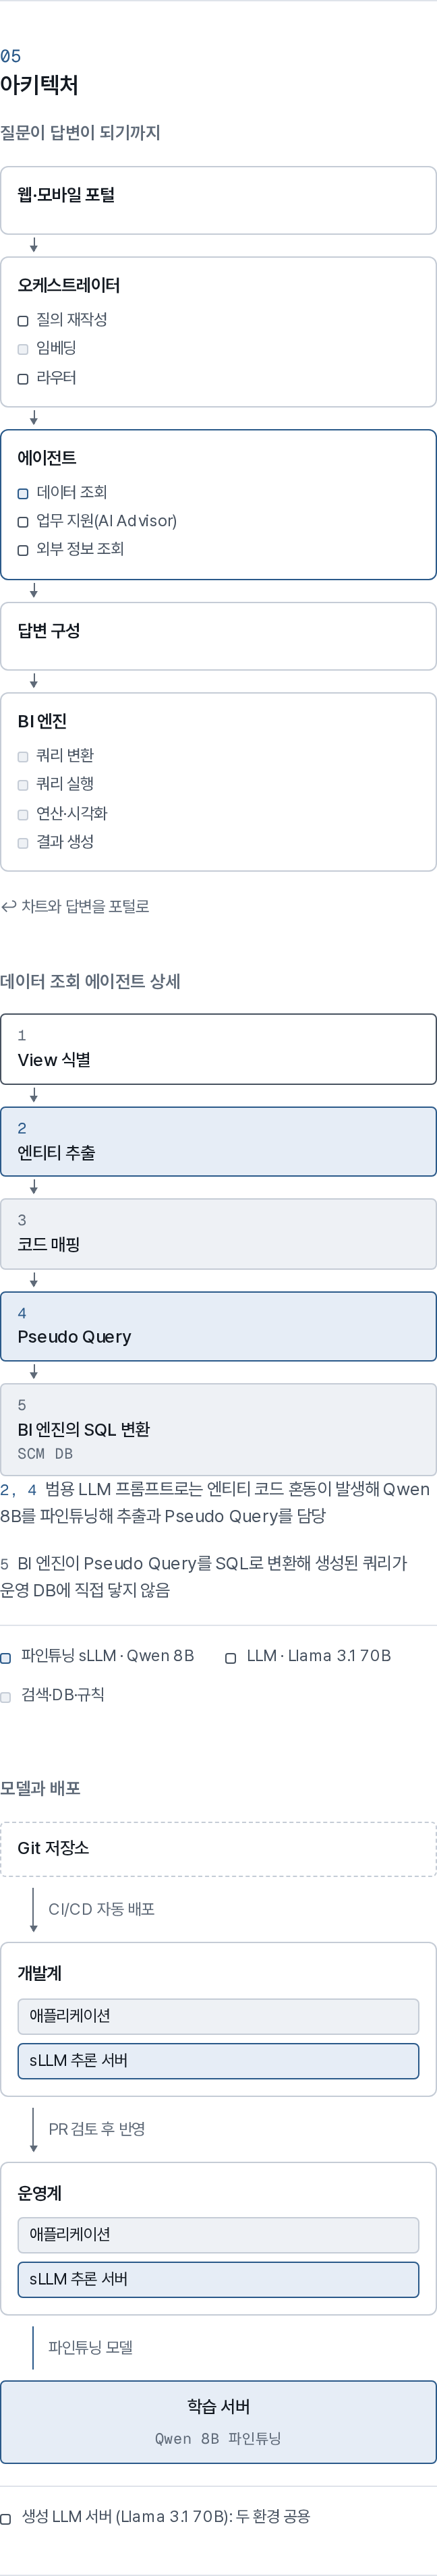 05
아키텍처
질문이 답변이 되기까지
웹·모바일 포털
오케스트레이터
질의 재작성
임베딩
라우터
에이전트
데이터 조회
업무 지원(AI Advisor)
외부 정보 조회
답변 구성
BI 엔진
쿼리 변환
쿼리 실행
연산·시각화
결과 생성
↩ 차트와 답변을 포털로
데이터 조회 에이전트 상세
1
View 식별
2
엔티티 추출
3
코드 매핑
4
Pseudo Query
5
BI 엔진의 SQL 변환
SCM DB
2, 4 범용 LLM 프롬프트로는 엔티티 코드 혼동이 발생해 Qwen
8B를 파인튜닝해 추출과 Pseudo Query를 담당
5 BI 엔진이 Pseudo Query를 SQL로 변환해 생성된 쿼리가
운영 DB에 직접 닿지 않음
파인튜닝 sLLM · Qwen 8B LLM · Llama 3.1 70B
검색·DB·규칙
모델과 배포
Git 저장소
CI/CD 자동 배포
개발계
애플리케이션
sLLM 추론 서버
PR 검토 후 반영
운영계
애플리케이션
sLLM 추론 서버
파인튜닝 모델
학습 서버
Qwen 8B 파인튜닝
생성 LLM 서버 (Llama 3.1 70B): 두 환경 공용